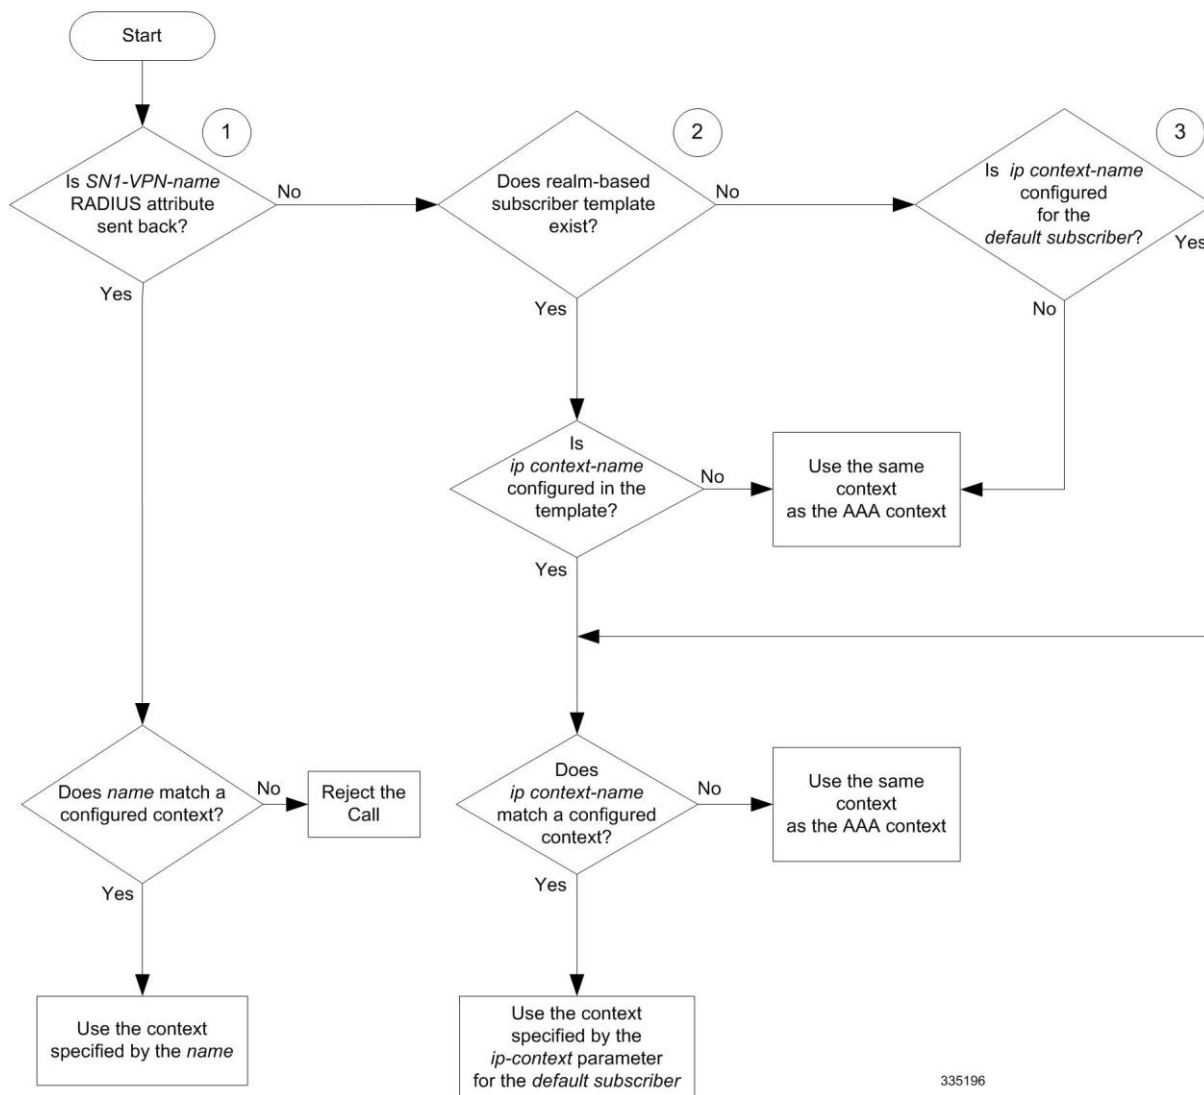 Start
1
Is SN1-VPN-name
RADIUS attribute
sent back?
No
Yes
2
Does realm-based
subscriber template
exist?
No
Yes
3
Is ip context-name
configured
for the
default subscriber?
Yes
No
Is
ip context-name
configured in the
template?
No
Yes
Use the same
context
as the AAA context
Does name match a
configured context?
No
Yes
Reject the
Call
Does
ip context-name
match a configured
context?
No
Yes
Use the same
context
as the AAA context
Use the context
specified by the name
Use the context
specified by the
ip-context parameter
for the default subscriber
335196